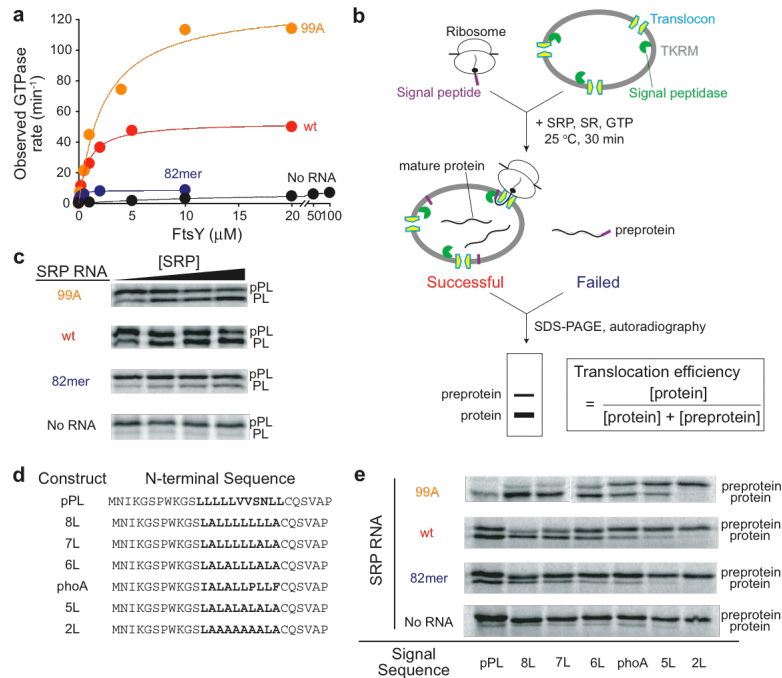 a
Observed GTPase
rate (min-1)
120
100
80
60
40
20
0
99A
wt
82mer
No RNA
0 5 10 15 20 50 100
FtsY (μM)
b
Ribosome
Translocon
TKRM
Signal peptide
Signal peptidase
+ SRP, SR, GTP
25 °C, 30 min
mature protein
preprotein
Successful
Failed
SDS-PAGE, autoradiography
preprotein
protein
Translocation efficiency
= [protein]
[protein] + [preprotein]
c
SRP RNA
[SRP]
99A
pPL
PL
wt
pPL
PL
82mer
pPL
PL
No RNA
pPL
PL
d
Construct N-terminal Sequence
pPL MNIKGSPWKGSLLLLLVVSNLLCQSVAP
8L MNIKGSPWKGSLALLLLLLLACQSVAP
7L MNIKGSPWKGSLALLLLLALACQSVAP
6L MNIKGSPWKGSLALLLLALACQSVAP
phoA MNIKGSPWKGSIALALLPLLFCQSVAP
5L MNIKGSPWKGSLALALALALACQSVAP
2L MNIKGSPWKGSLAAAAAAALACQSVAP
e
SRP RNA
99A
preprotein
protein
wt
preprotein
protein
82mer
preprotein
protein
No RNA
preprotein
protein
Signal
Sequence
pPL 8L 7L 6L phoA 5L 2L